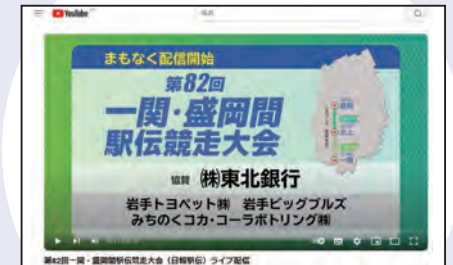 YouTube
検索
まもなく配信開始
第82回
一関・盛岡間
駅伝競走大会
協賛 ㈱東北銀行
岩手トヨペット㈱ 岩手ビッグブルズ
みちのくコカ・コーラボトリング㈱
第82回一関・盛岡間駅伝競走大会（日報駅伝）ライブ配信